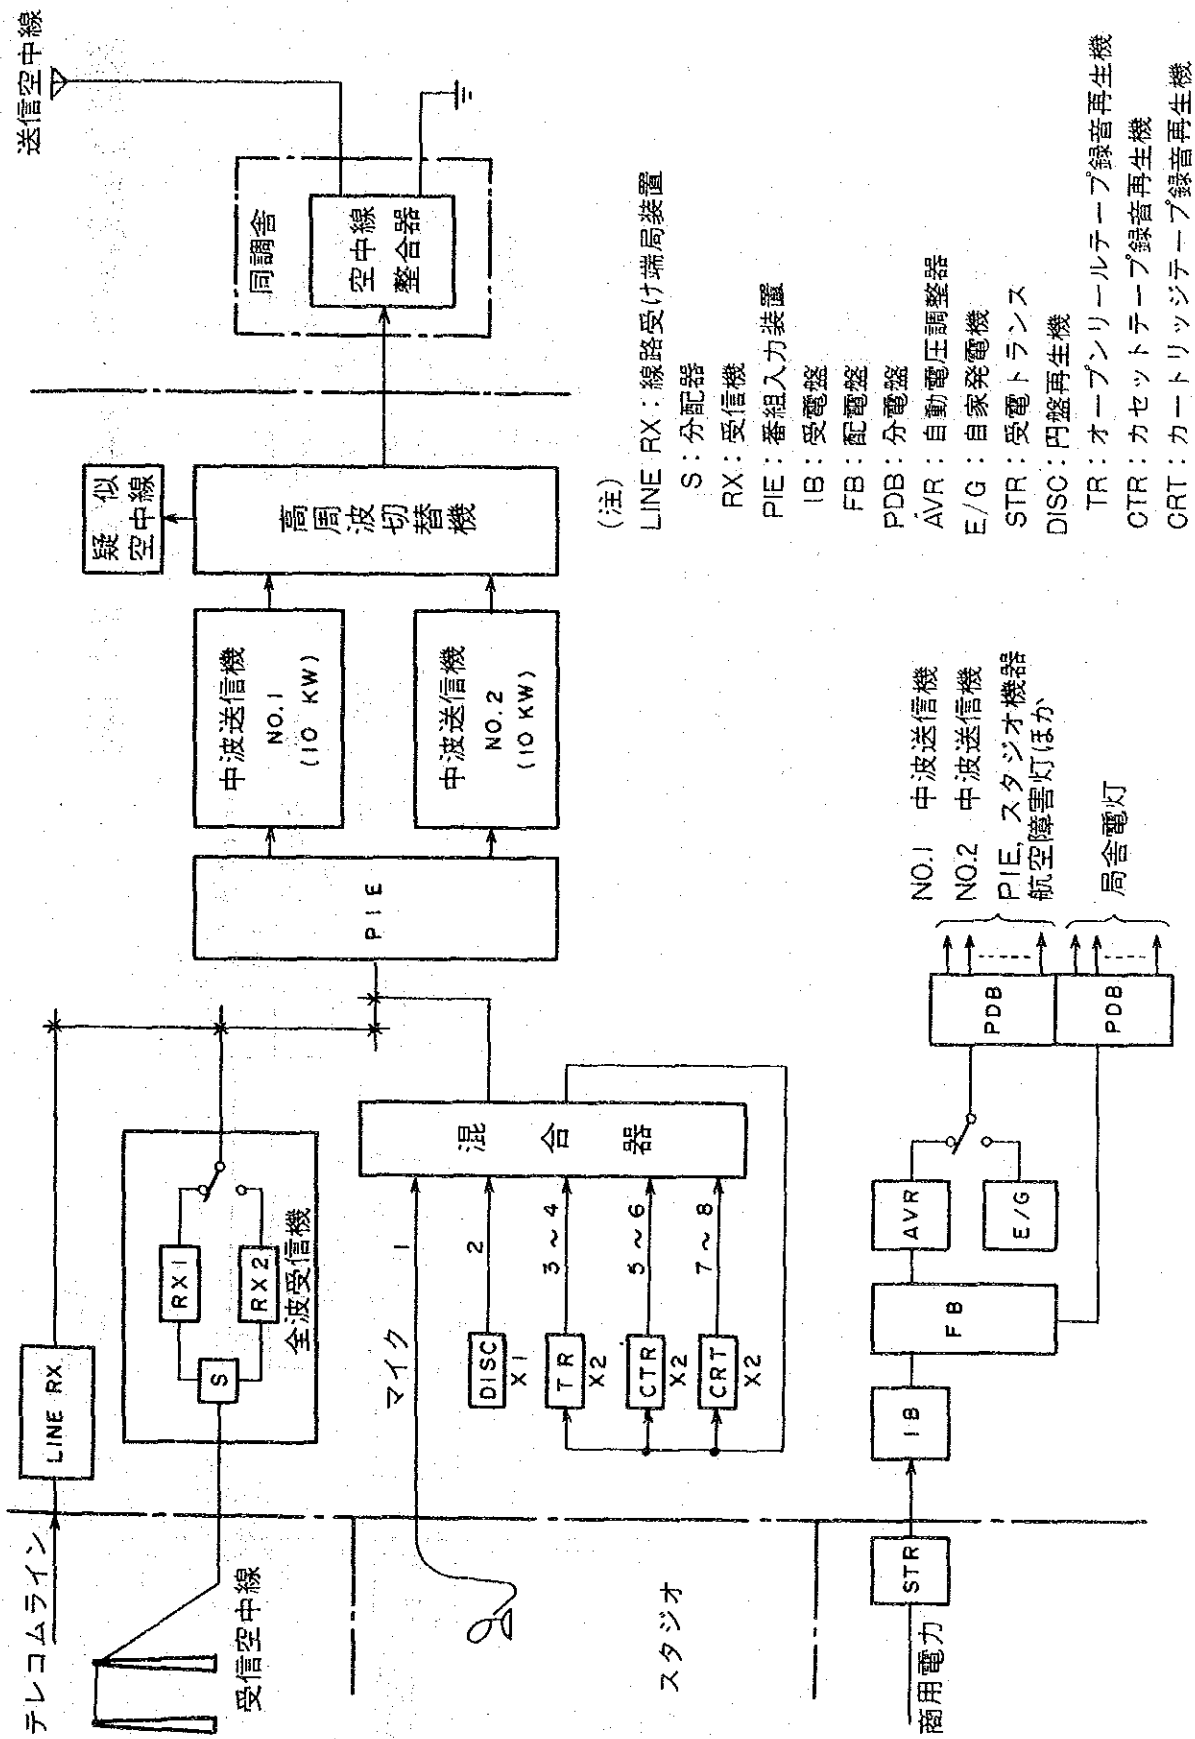 テレコムライン
LINE RX
受信空中線
S
RX1
RX2
全波受信機
スタジオ
マイク
1
DISC
X1
2
TR
X2
3～4
CTR
X2
5～6
CRT
X2
7～8
混合器
PIE
中波送信機
NO.1
(10 KW)
中波送信機
NO.2
(10 KW)
高周波切替機
疑似
空中線
同調舎
空中線
整合器
送信空中線
商用電力
STR
IB
FB
AVR
E/G
PDB
PDB
NO.1 中波送信機
NO.2 中波送信機
PIE, スタジオ機器
航空障害灯ほか
局舎電灯
(注)
LINE RX：線路受け端局装置
S：分配器
RX：受信機
PIE：番組入力装置
IB：受電盤
FB：配電盤
PDB：分電盤
AVR：自動電圧調整器
E/G：自家発電機
STR：受電トランス
DISC：円盤再生機
TR：オープンリールテープ録音再生機
CTR：カセットテープ録音再生機
CRT：カートリッジテープ録音再生機